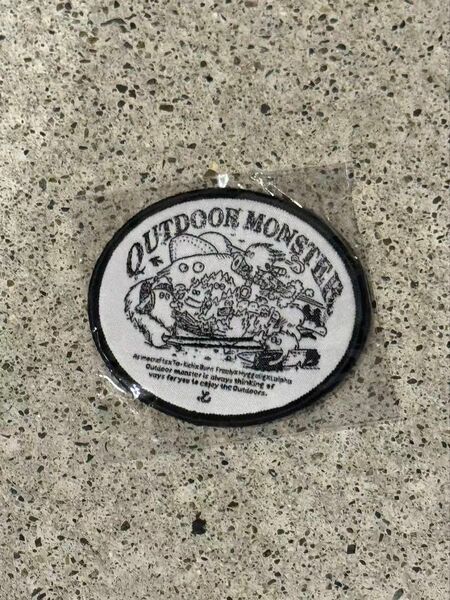 OUTDOOR MONSTER
Outdoor monster is always thinking of
ways for you to enjoy the Outdoors.